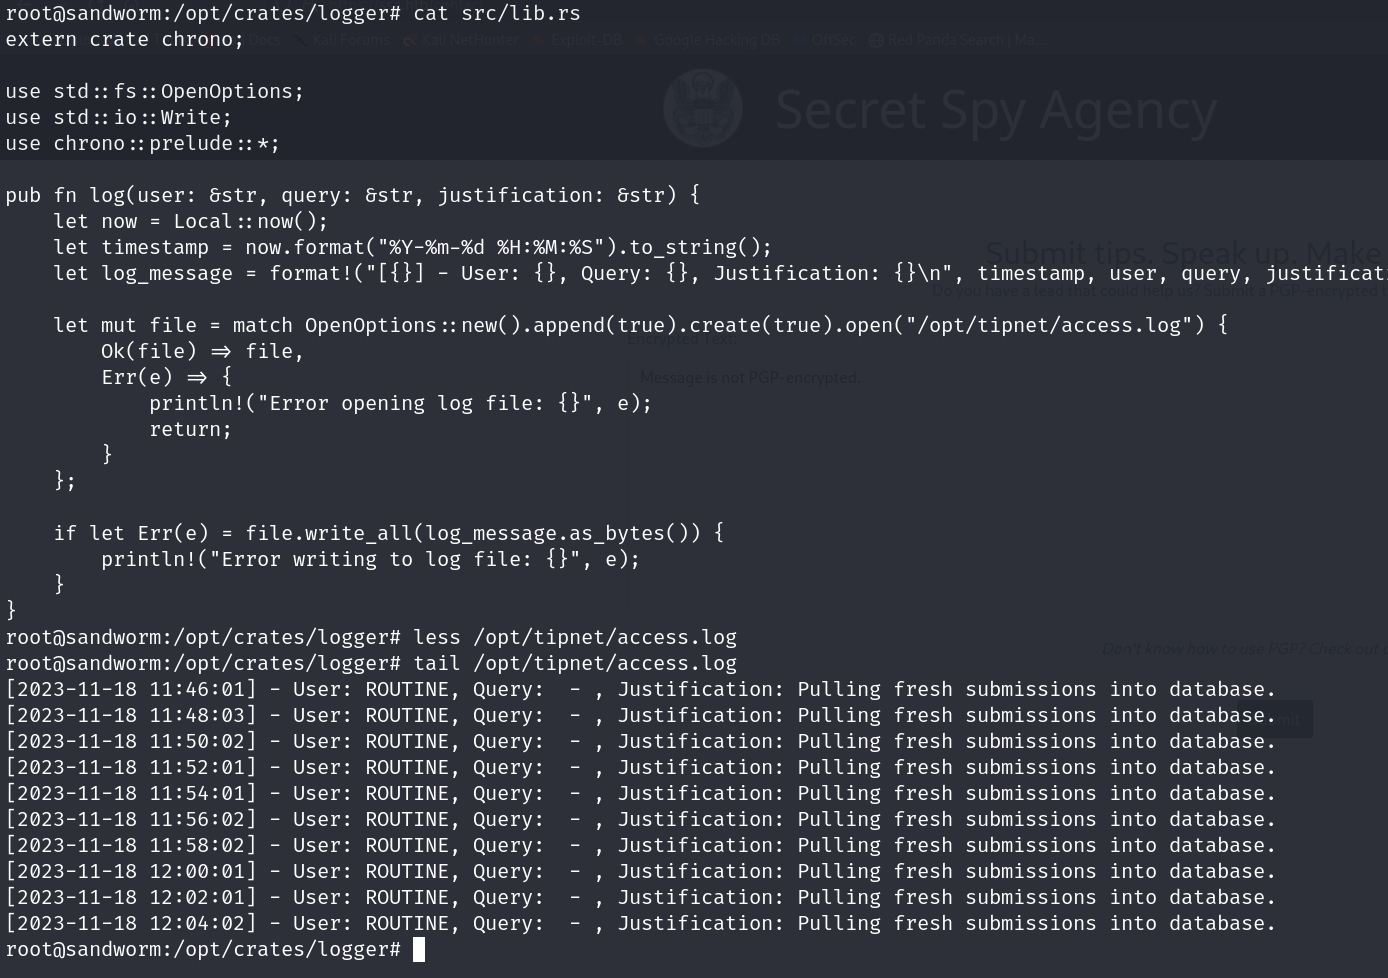 root@sandworm:/opt/crates/logger# cat src/lib.rs
extern crate chrono;
Docs Kali Forums Kali NetHunter Exploit-DB Google Hacking DB OffSec Red Panda Search | Ma...

use std::fs::OpenOptions;
use std::io::Write;
Secret Spy Agency
use chrono::prelude::*;

pub fn log(user: &str, query: &str, justification: &str) {
    let now = Local::now();
    let timestamp = now.format("%Y-%m-%d %H:%M:%S").to_string();
Submit tips. Speak up. Make
    let log_message = format!("[{}] - User: {}, Query: {}, Justification: {}\n", timestamp, user, query, justificat
Do you have a lead that could help us? Submit a PGP-encrypted

    let mut file = match OpenOptions::new().append(true).create(true).open("/opt/tipnet/access.log") {
Encrypted Text:
        Ok(file) => file,
        Err(e) => {
Message is not PGP-encrypted.
            println!("Error opening log file: {}", e);
            return;
        }
    };

    if let Err(e) = file.write_all(log_message.as_bytes()) {
        println!("Error writing to log file: {}", e);
    }
}
root@sandworm:/opt/crates/logger# less /opt/tipnet/access.log
Don't know how to use PGP? Check out
root@sandworm:/opt/crates/logger# tail /opt/tipnet/access.log
[2023-11-18 11:46:01] - User: ROUTINE, Query:  - , Justification: Pulling fresh submissions into database.
[2023-11-18 11:48:03] - User: ROUTINE, Query:  - , Justification: Pulling fresh submissions into database.
[2023-11-18 11:50:02] - User: ROUTINE, Query:  - , Justification: Pulling fresh submissions into database.
[2023-11-18 11:52:01] - User: ROUTINE, Query:  - , Justification: Pulling fresh submissions into database.
[2023-11-18 11:54:01] - User: ROUTINE, Query:  - , Justification: Pulling fresh submissions into database.
[2023-11-18 11:56:02] - User: ROUTINE, Query:  - , Justification: Pulling fresh submissions into database.
[2023-11-18 11:58:02] - User: ROUTINE, Query:  - , Justification: Pulling fresh submissions into database.
[2023-11-18 12:00:01] - User: ROUTINE, Query:  - , Justification: Pulling fresh submissions into database.
[2023-11-18 12:02:01] - User: ROUTINE, Query:  - , Justification: Pulling fresh submissions into database.
[2023-11-18 12:04:02] - User: ROUTINE, Query:  - , Justification: Pulling fresh submissions into database.
root@sandworm:/opt/crates/logger#